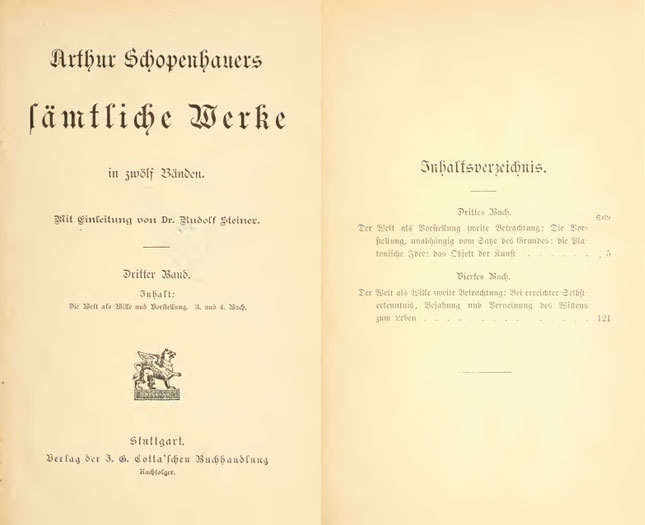 Arthur Schopenhauers
sämtliche Werke
in zwölf Bänden.
Mit Einleitung von Dr. Rudolf Steiner.
Dritter Band.
Inhalt:
Die Welt als Wille und Vorstellung. 3. und 4. Buch.
Stuttgart.
Verlag der J. G. Cotta'schen Buchhandlung
Nachfolger.
Inhaltsverzeichnis.
Drittes Buch.
Seite
Der Welt als Vorstellung zweite Betrachtung: Die Vor-
stellung, unabhängig vom Satze des Grundes: die Pla-
tonische Idee: das Objekt der Kunst . . . . . . . 5
Viertes Buch.
Der Welt als Wille zweite Betrachtung: Bei erreichter Selbst-
erkenntnis, Bejahung und Verneinung des Willens
zum Leben . . . . . . . . . . . . 121